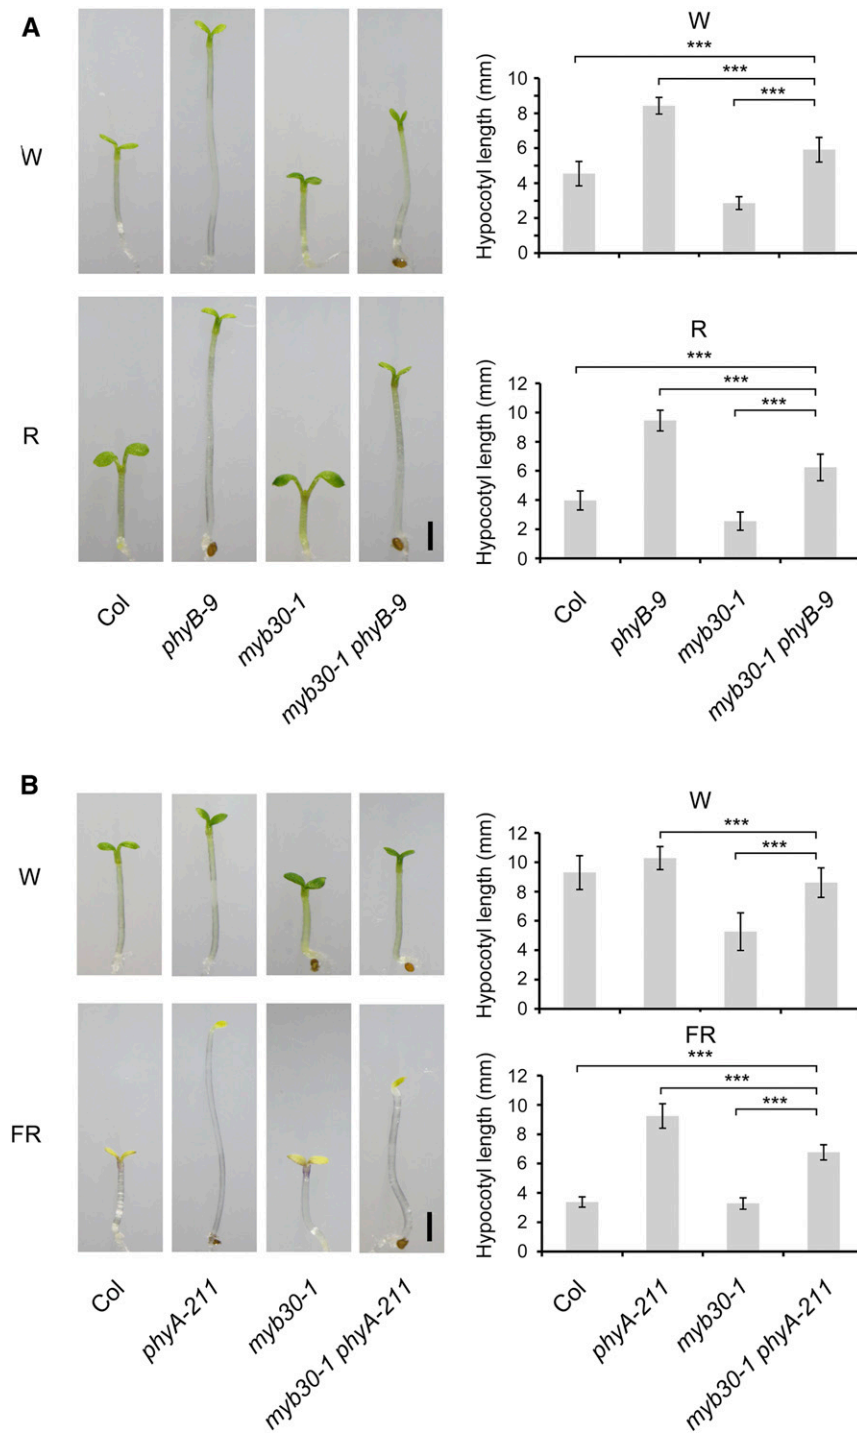 A
W
W
***
***
***
Hypocotyl length (mm)
10
8
6
4
2
0
R
R
***
***
***
Hypocotyl length (mm)
12
10
8
6
4
2
0
Col
phyB-9
myb30-1
myb30-1 phyB-9
Col
phyB-9
myb30-1
myb30-1 phyB-9
B
W
W
***
***
Hypocotyl length (mm)
12
10
8
6
4
2
0
FR
FR
***
***
***
Hypocotyl length (mm)
12
10
8
6
4
2
0
Col
phyA-211
myb30-1
myb30-1 phyA-211
Col
phyA-211
myb30-1
myb30-1 phyA-211